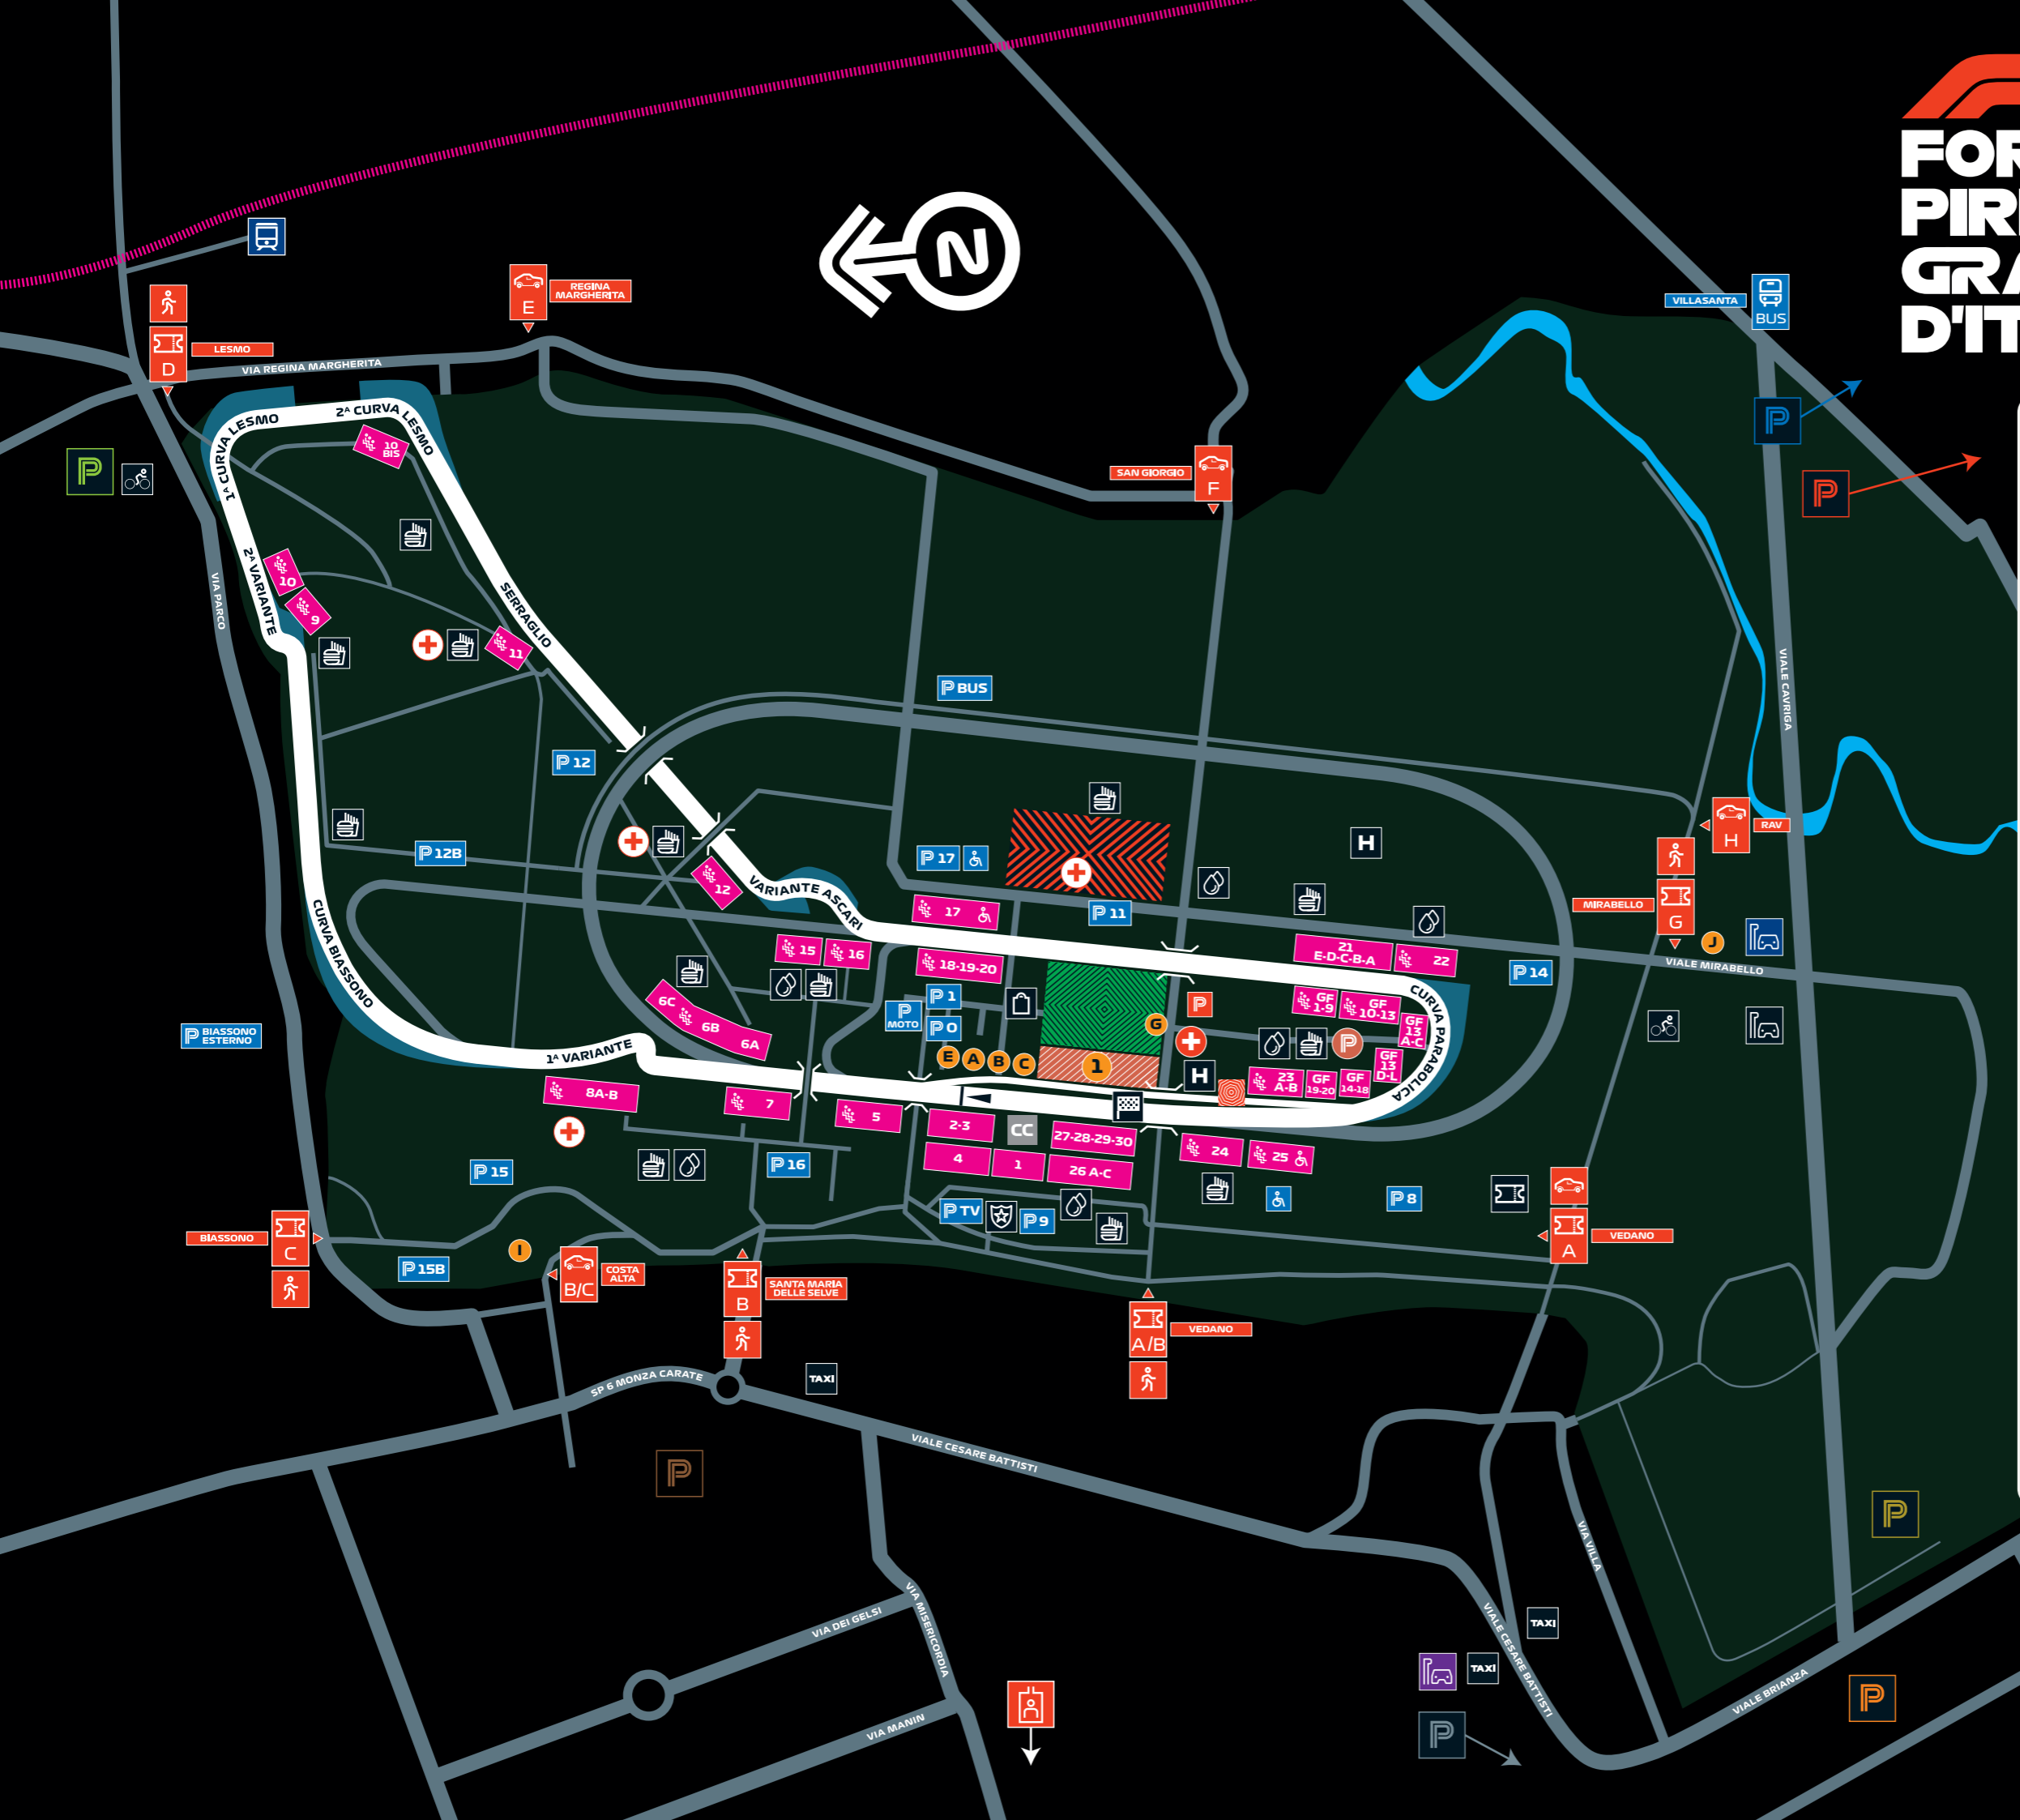 FOR
PIR
GRA
D'IT
N
E
REGINA
MARGHERITA
VILLASANTA
BUS
D
LESMO
VIA REGINA MARGHERITA
P
P
P
SAN GIORGIO
F
1ᴬ CURVA LESMO
2ᴬ CURVA LESMO
10
BIS
2ᴬ VARIANTE
10
9
11
SERRAGLIO
VIA PARCO
VIALE CAVRIGA
P BUS
P 12
P 12B
12
VARIANTE ASCARI
P 17
P 11
H
H
RAV
MIRABELLO
G
J
VIALE MIRABELLO
17
15
16
18-19-20
21
E-D-C-B-A
22
P 14
CURVA BIASSONO
6C
6B
6A
P
MOTO
P 1
P 0
E
A
B
C
1
G
P
H
P
GF
1-9
GF
10-13
GF
13
A-C
GF
13
D-L
23
A-B
GF
19-20
GF
14-18
CURVA PARABOLICA
P BIASSONO
ESTERNO
1ᴬ VARIANTE
8A-B
7
5
2-3
CC
27-28-29-30
4
1
26 A-C
24
25
P 15
P 16
P TV
P 9
P 8
BIASSONO
C
P 15B
I
B/C
COSTA
ALTA
B
SANTA MARIA
DELLE SELVE
A/B
VEDANO
A
VEDANO
SP 6 MONZA CARATE
TAXI
VIALE CESARE BATTISTI
P
P
VIA VILLA
VIA DEI GELSI
VIA MISERICORDIA
VIA MANIN
VIALE CESARE BATTISTI
TAXI
TAXI
P
VIALE BRIANZA
P